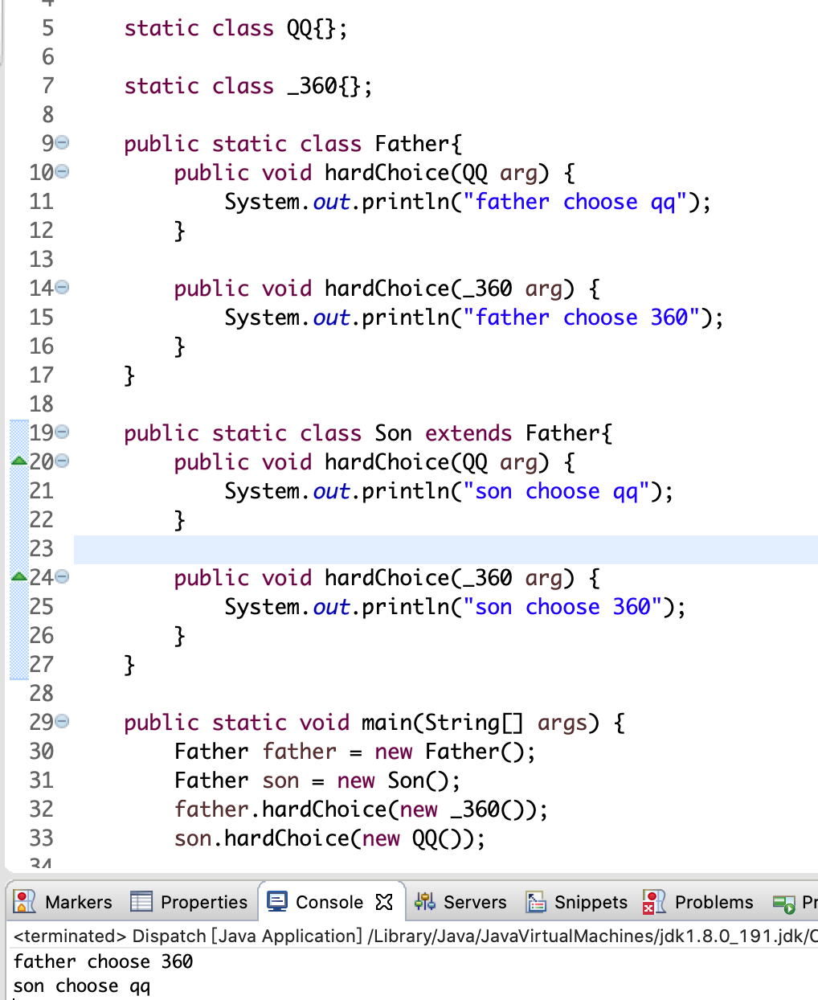 5 static class QQ{};
6
7 static class _360{};
8
9 public static class Father{
10 public void hardChoice(QQ arg) {
11 System.out.println("father choose qq");
12 }
13
14 public void hardChoice(_360 arg) {
15 System.out.println("father choose 360");
16 }
17 }
18
19 public static class Son extends Father{
20 public void hardChoice(QQ arg) {
21 System.out.println("son choose qq");
22 }
23
24 public void hardChoice(_360 arg) {
25 System.out.println("son choose 360");
26 }
27 }
28
29 public static void main(String[] args) {
30 Father father = new Father();
31 Father son = new Son();
32 father.hardChoice(new _360());
33 son.hardChoice(new QQ());
34
Markers Properties Console Servers Snippets Problems
<terminated> Dispatch [Java Application] /Library/Java/JavaVirtualMachines/jdk1.8.0_191.jdk/
father choose 360
son choose qq